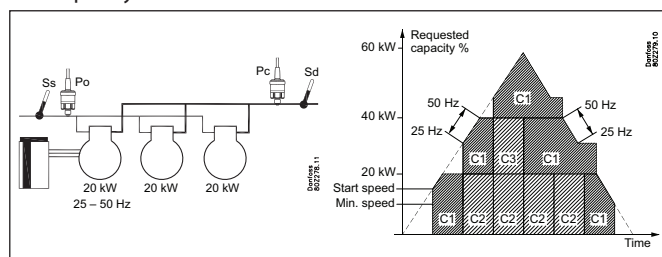 Ss
Po
Pc
Sd
20 kW
20 kW
20 kW
25 – 50 Hz
Danfoss
80Z278.11
Requested
capacity %
60 kW
40 kW
20 kW
Start speed
Min. speed
50 Hz
25 Hz
50 Hz
25 Hz
C1
C1
C3
C1
C1
C2
C2
C2
C2
C1
Time
Danfoss
80Z279.10